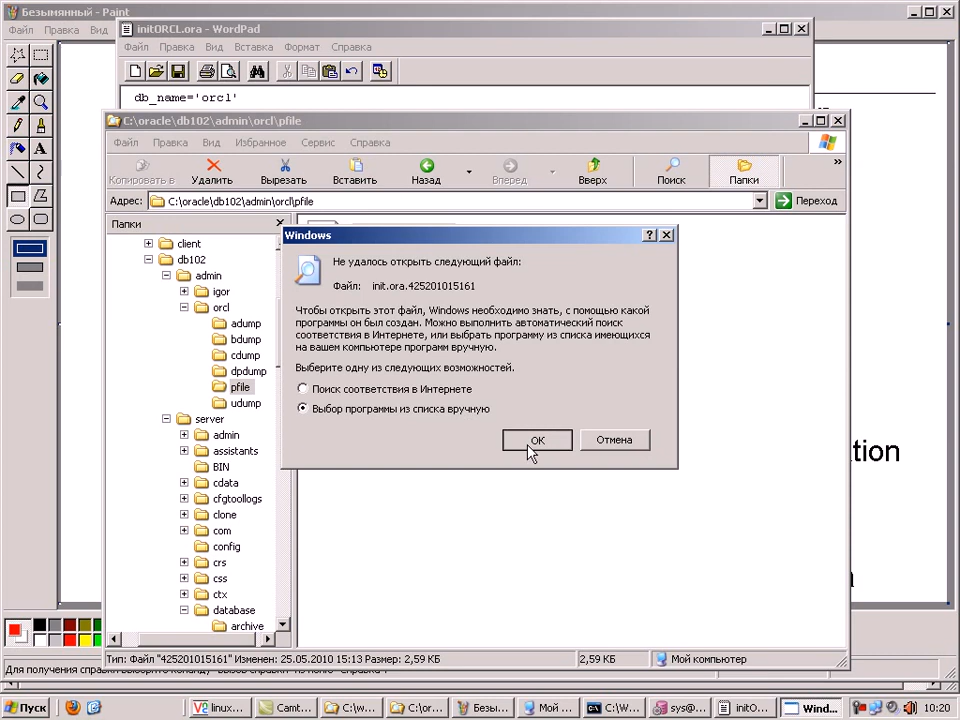 Безымянный - Paint
Файл Правка Вид
initORCL.ora - WordPad
Файл Правка Вид Вставка Формат Справка
db_name='orcl'
C:\oracle\db102\admin\orcl\pfile
Файл Правка Вид Избранное Сервис Справка
Копировать в Удалить Вырезать Вставить Назад Вперед Вверх Поиск Папки
Адрес: C:\oracle\db102\admin\orcl\pfile Переход
Папки
client
db102
admin
igor
orcl
adump
bdump
cdump
dpdump
pfile
udump
server
admin
assistants
BIN
cdata
cfgtoollogs
clone
com
config
crs
css
ctx
database
archive
Windows
Не удалось открыть следующий файл:
Файл: init.ora.425201015161
Чтобы открыть этот файл, Windows необходимо знать, с помощью какой
программы он был создан. Можно выполнить автоматический поиск
соответствия в Интернете, или выбрать программу из списка имеющихся
на вашем компьютере программ вручную.
Выберите одну из следующих возможностей.
Поиск соответствия в Интернете
Выбор программы из списка вручную
OK Отмена
tion
Тип: Файл "425201015161" Изменен: 25.05.2010 15:13 Размер: 2,59 КБ 2,59 КБ Мой компьютер
Для получения справки
Пуск linux... Camt... C:\w... C:\or... Безы... Мой ... C:\W... sys@... initO... Wind... 10:20